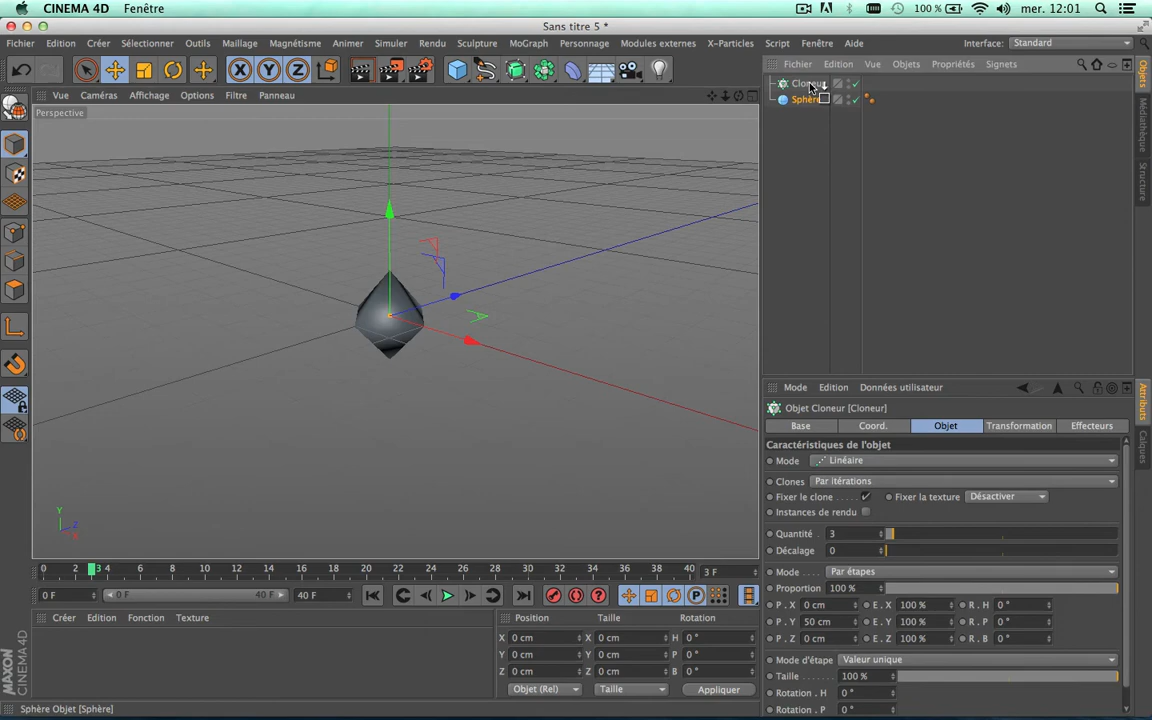 CINEMA 4D Fenêtre 100 % mer. 12:01
Sans titre 5 *
Fichier Edition Créer Sélectionner Outils Maillage Magnétisme Animer Simuler Rendu Sculpture MoGraph Personnage Modules externes X-Particles Script Fenêtre Aide Interface: Standard
X Y Z
Fichier Edition Vue Objets Propriétés Signets
Vue Caméras Affichage Options Filtre Panneau
Perspective
Cloneur
Sphère
Objets
Médiathèque
Structure
Y
Z
X
Mode Edition Données utilisateur
Objet Cloneur [Cloneur]
Base Coord. Objet Transformation Effecteurs
Caractéristiques de l'objet
Mode Linéaire
Clones Par itérations
Fixer le clone . . . . . Fixer la texture Désactiver
Instances de rendu
Quantité . 3
Décalage 0
Mode . . . . Par étapes
Proportion 100 %
P . X 0 cm E . X 100 % R . H 0 °
P . Y 50 cm E . Y 100 % R . P 0 °
P . Z 0 cm E . Z 100 % R . B 0 °
Mode d'étape Valeur unique
Taille . . . . . . . 100 %
Rotation . H 0 °
Rotation . P 0 °
Attributs
Calques
0 2 3 4 6 8 10 12 14 16 18 20 22 24 26 28 30 32 34 36 38 40 3 F
0 F 0 F 40 F 40 F
P
Créer Edition Fonction Texture
Position Taille Rotation
X 0 cm X 0 cm H 0 °
Y 0 cm Y 0 cm P 0 °
Z 0 cm Z 0 cm B 0 °
Objet (Rel) Taille Appliquer
MAXON
CINEMA 4D
Sphère Objet [Sphère]